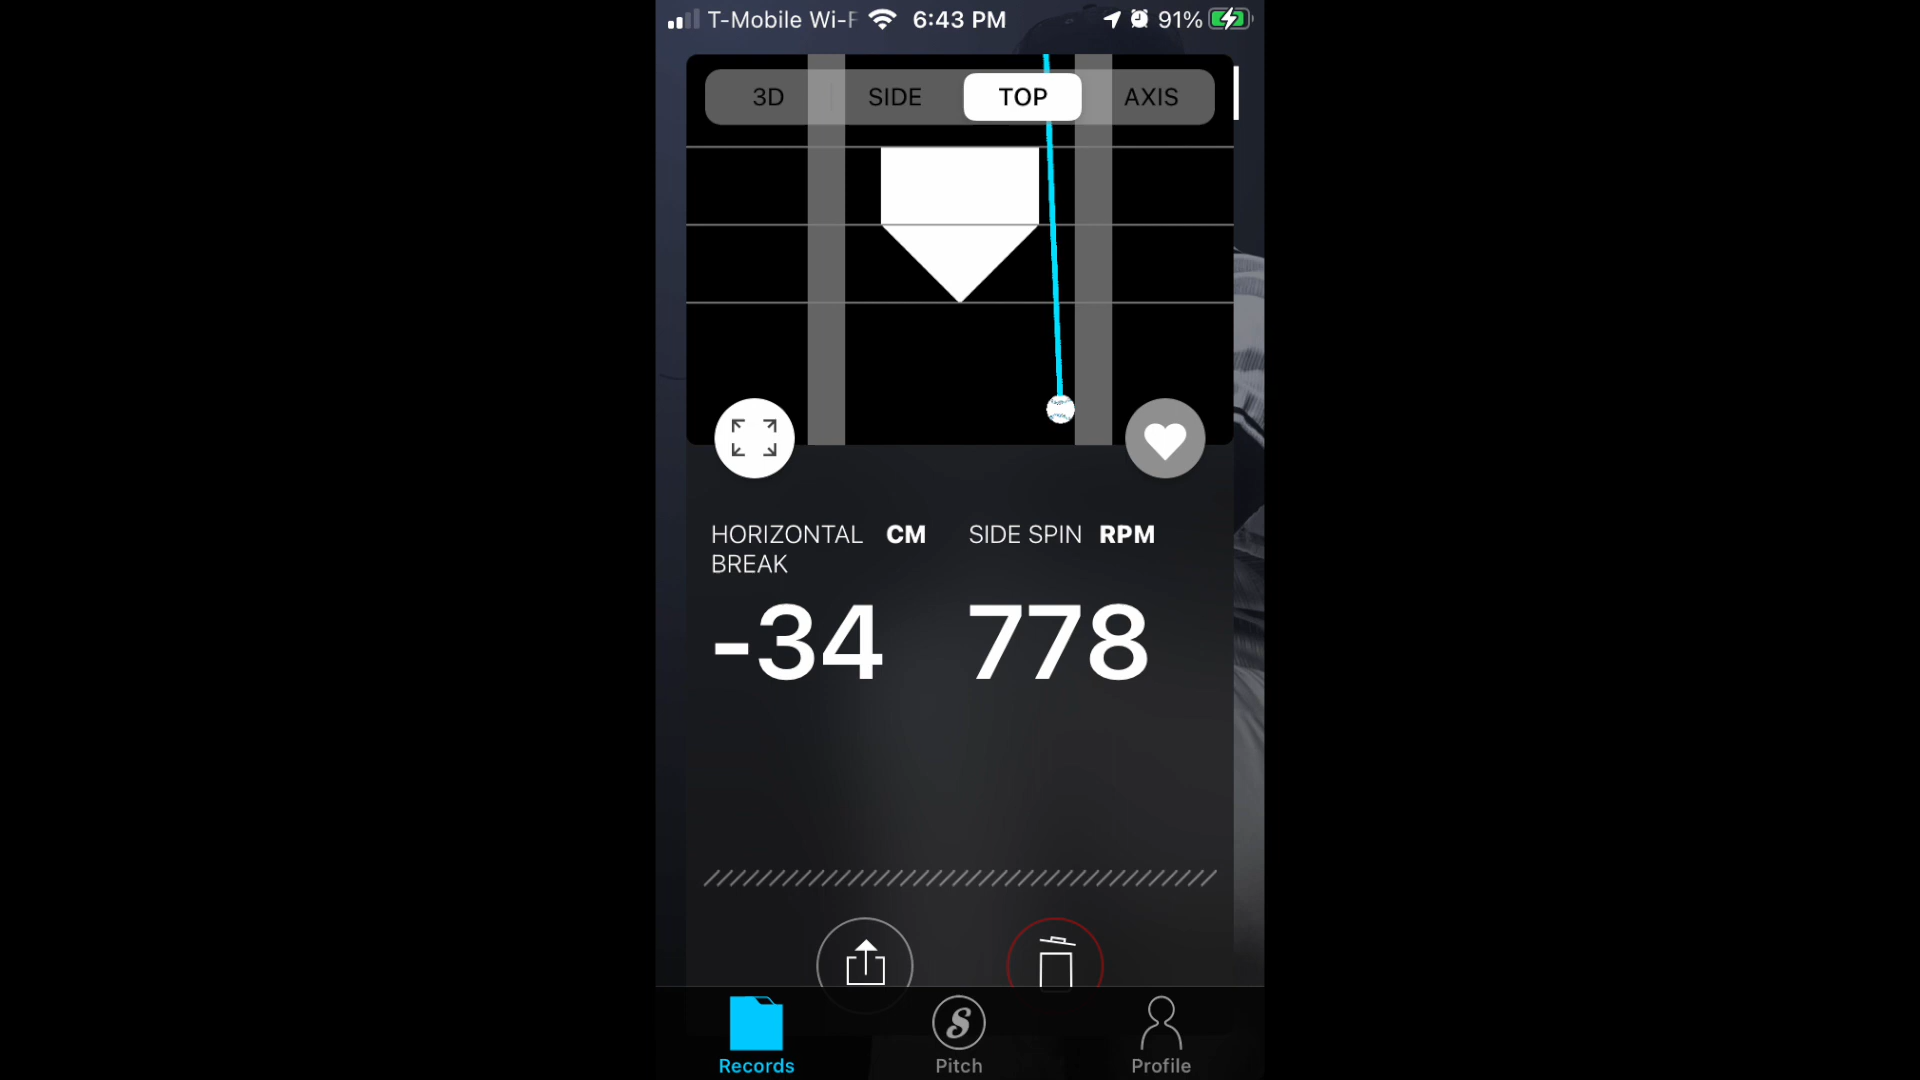 T-Mobile Wi-F 6:43 PM 91%
3D SIDE TOP AXIS
HORIZONTAL BREAK CM SIDE SPIN RPM
-34 778
Records Pitch Profile